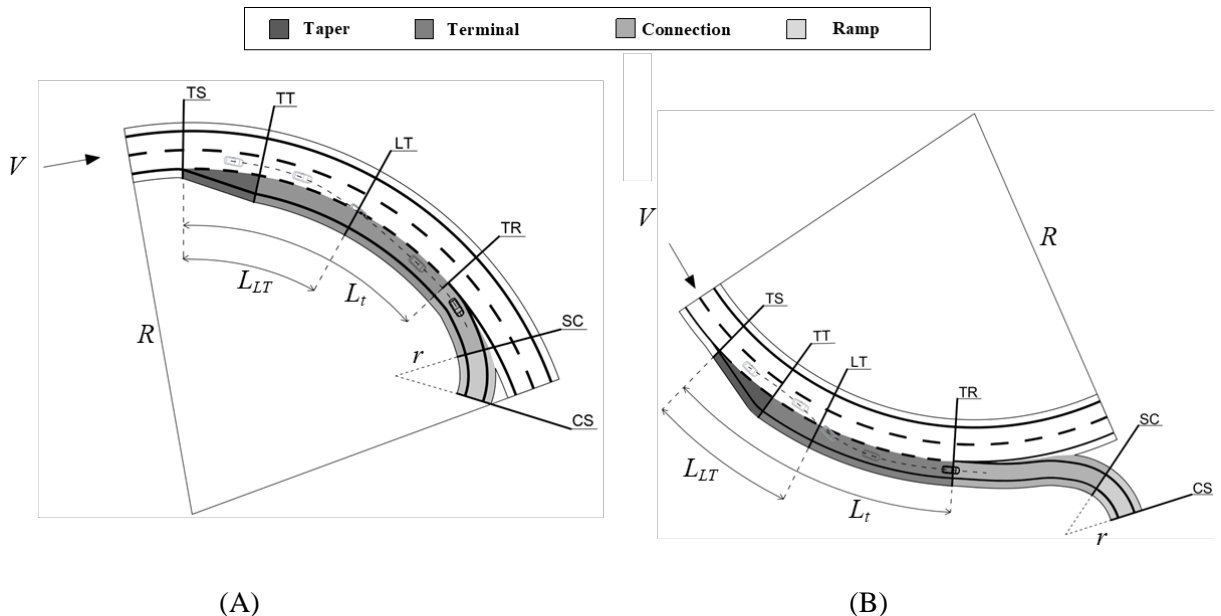 Taper Terminal Connection Ramp
TS
TT
LT
V
TR
L_LT
L_t
R
SC
r
CS
(A)
V
R
TS
TT
LT
TR
SC
L_LT
CS
L_t
r
(B)